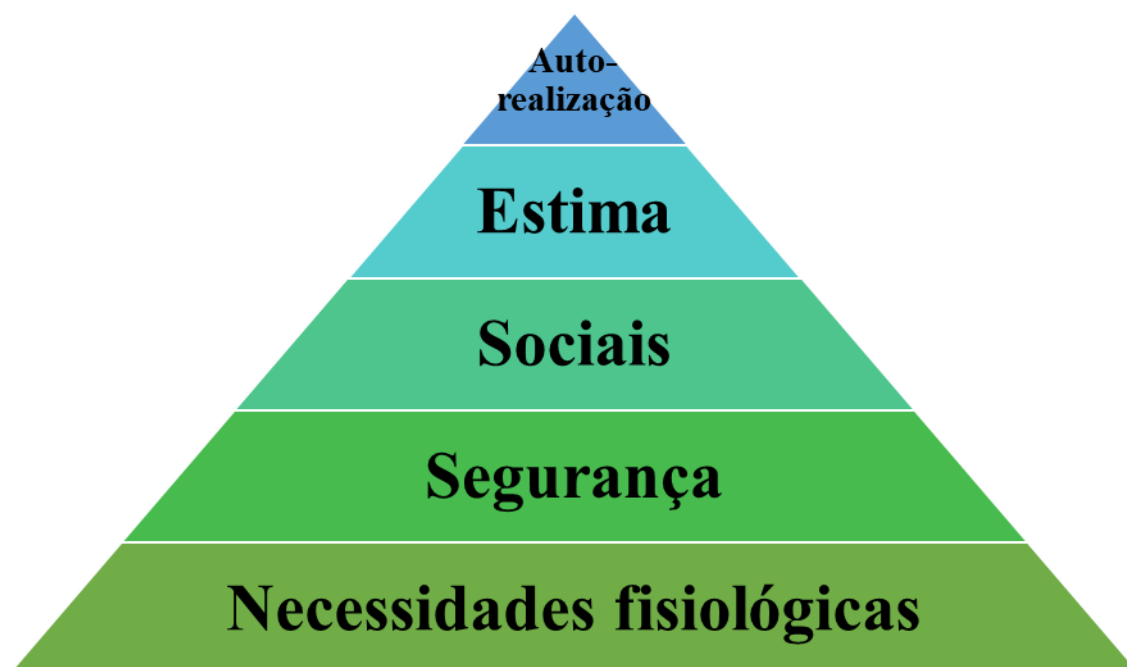 Auto-
realização
Estima
Sociais
Segurança
Necessidades fisiológicas